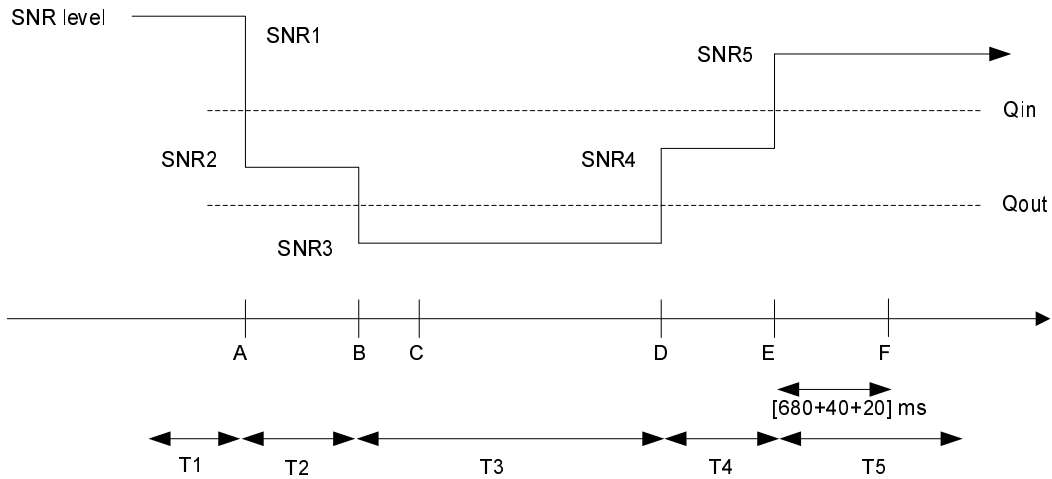 SNR level
SNR1
SNR5
Qin
SNR2
SNR4
Qout
SNR3
A
B
C
D
E
F
[680+40+20] ms
T1
T2
T3
T4
T5